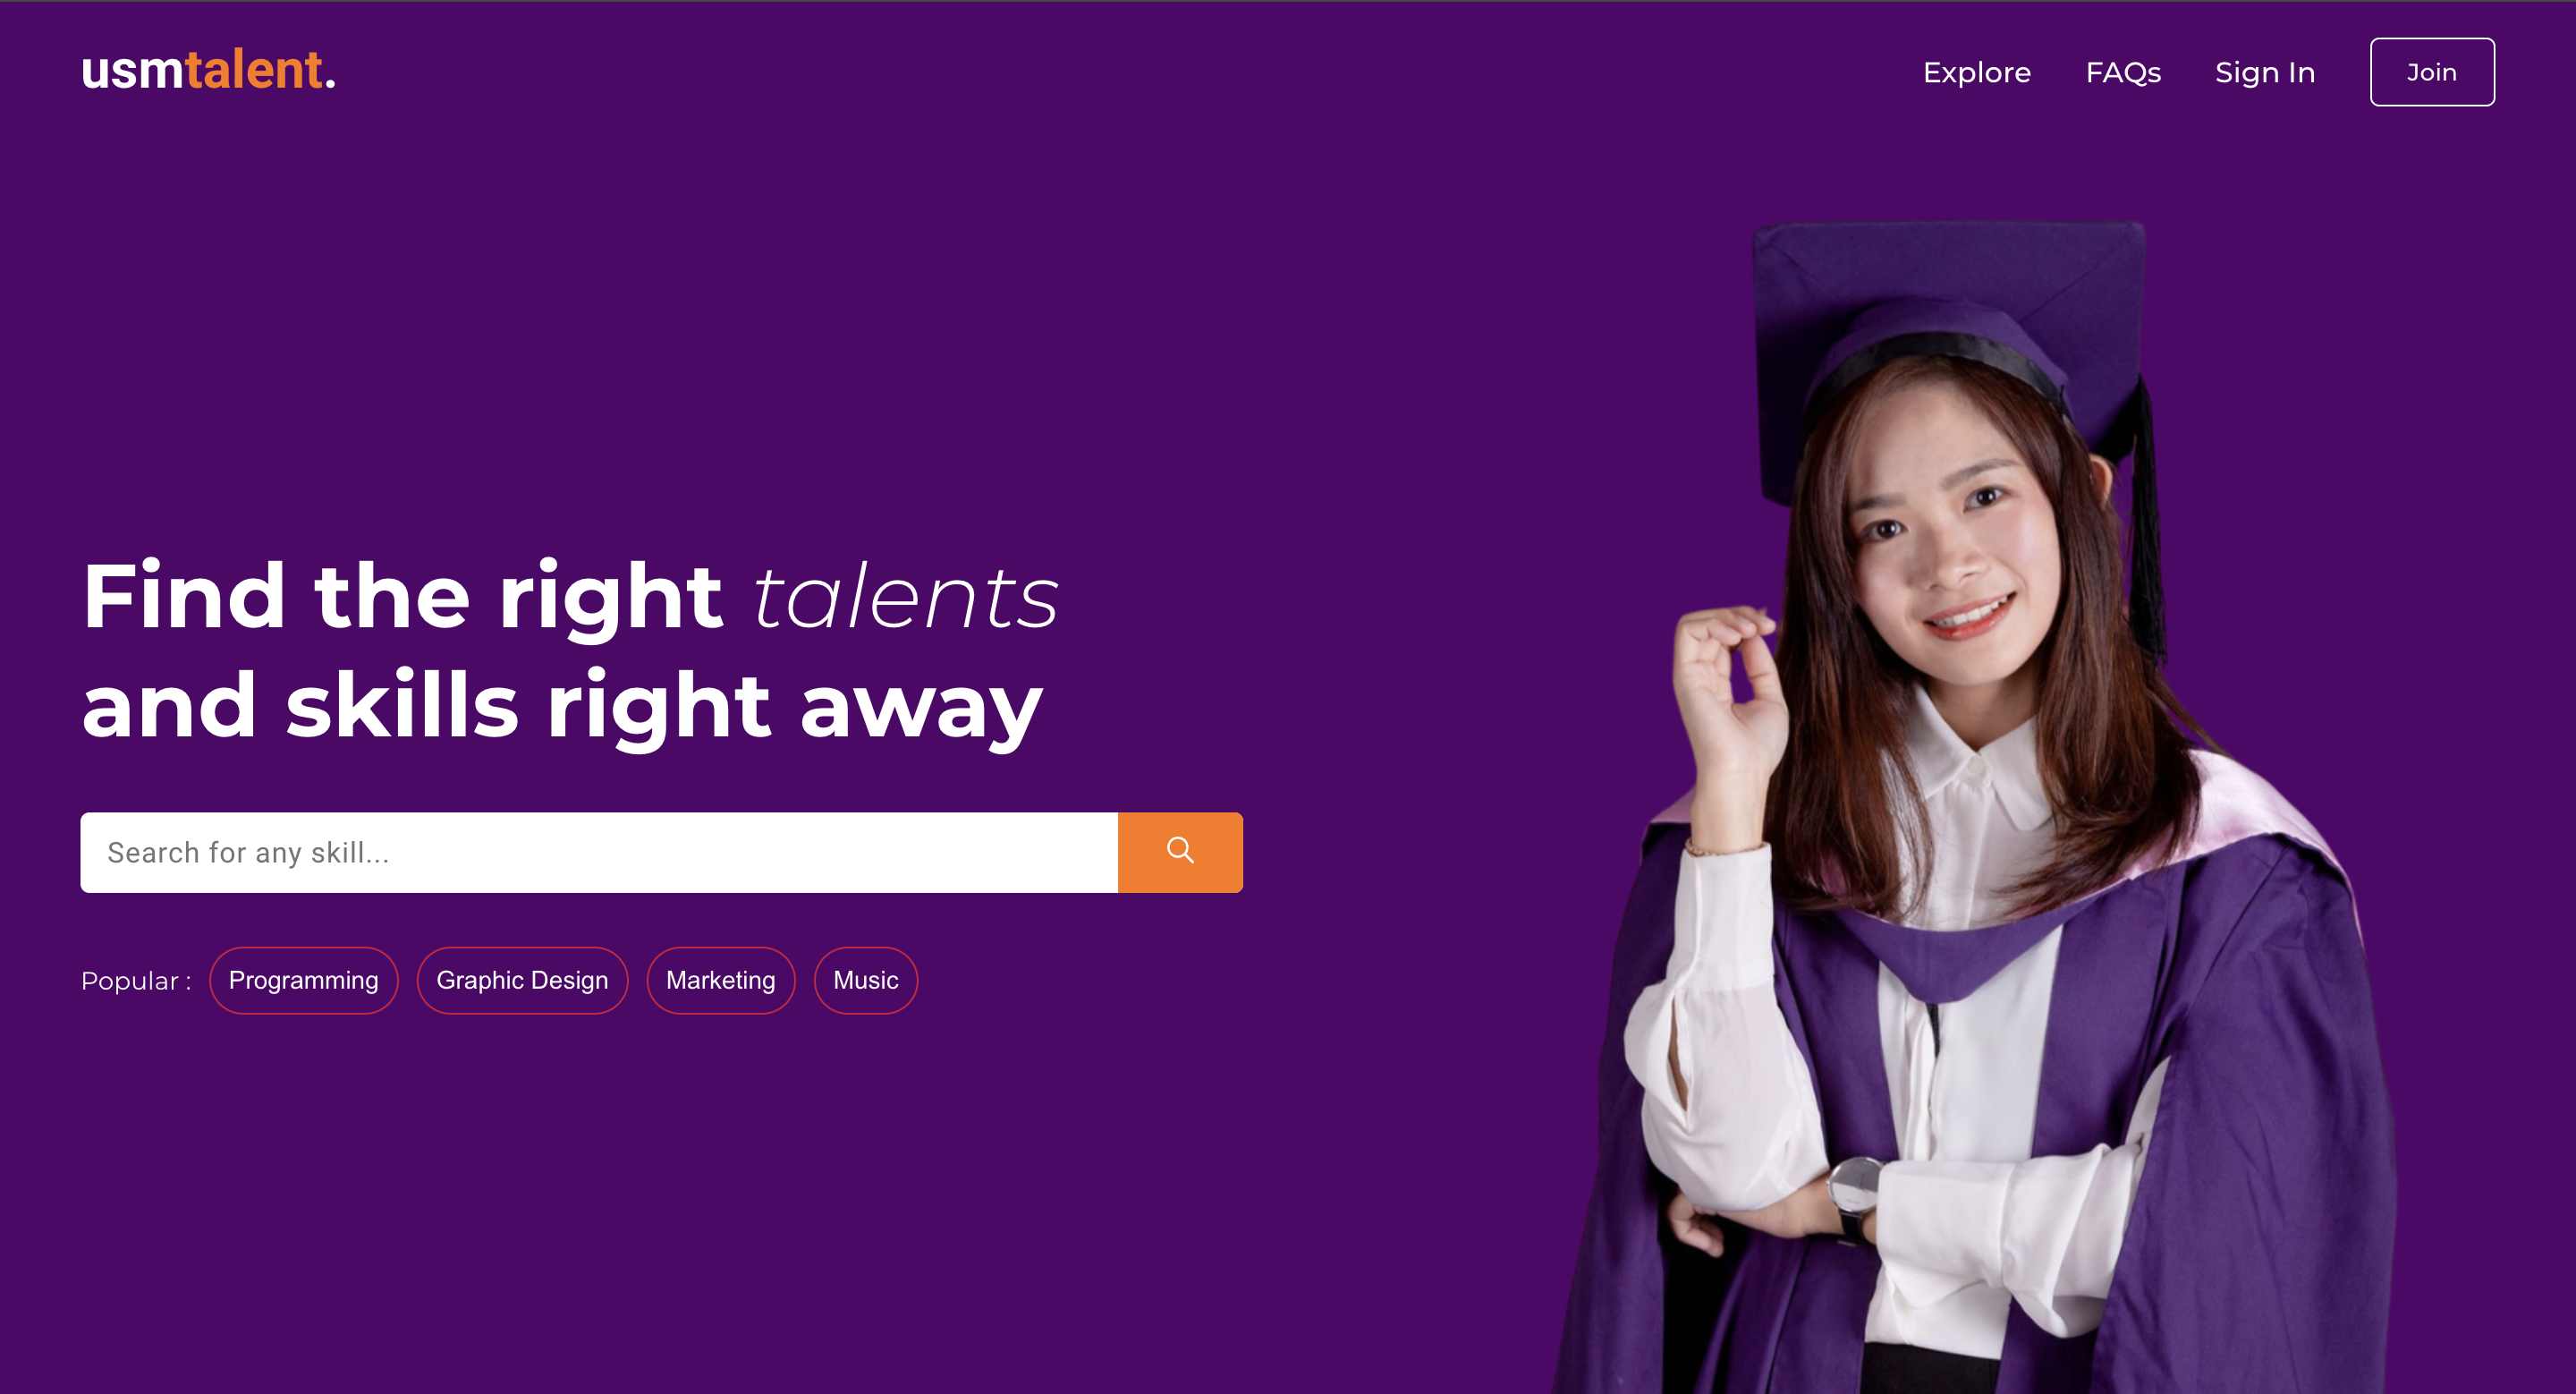 usmtalent.
Explore FAQs Sign In Join
Find the right talents
and skills right away
Search for any skill...
Popular : Programming Graphic Design Marketing Music